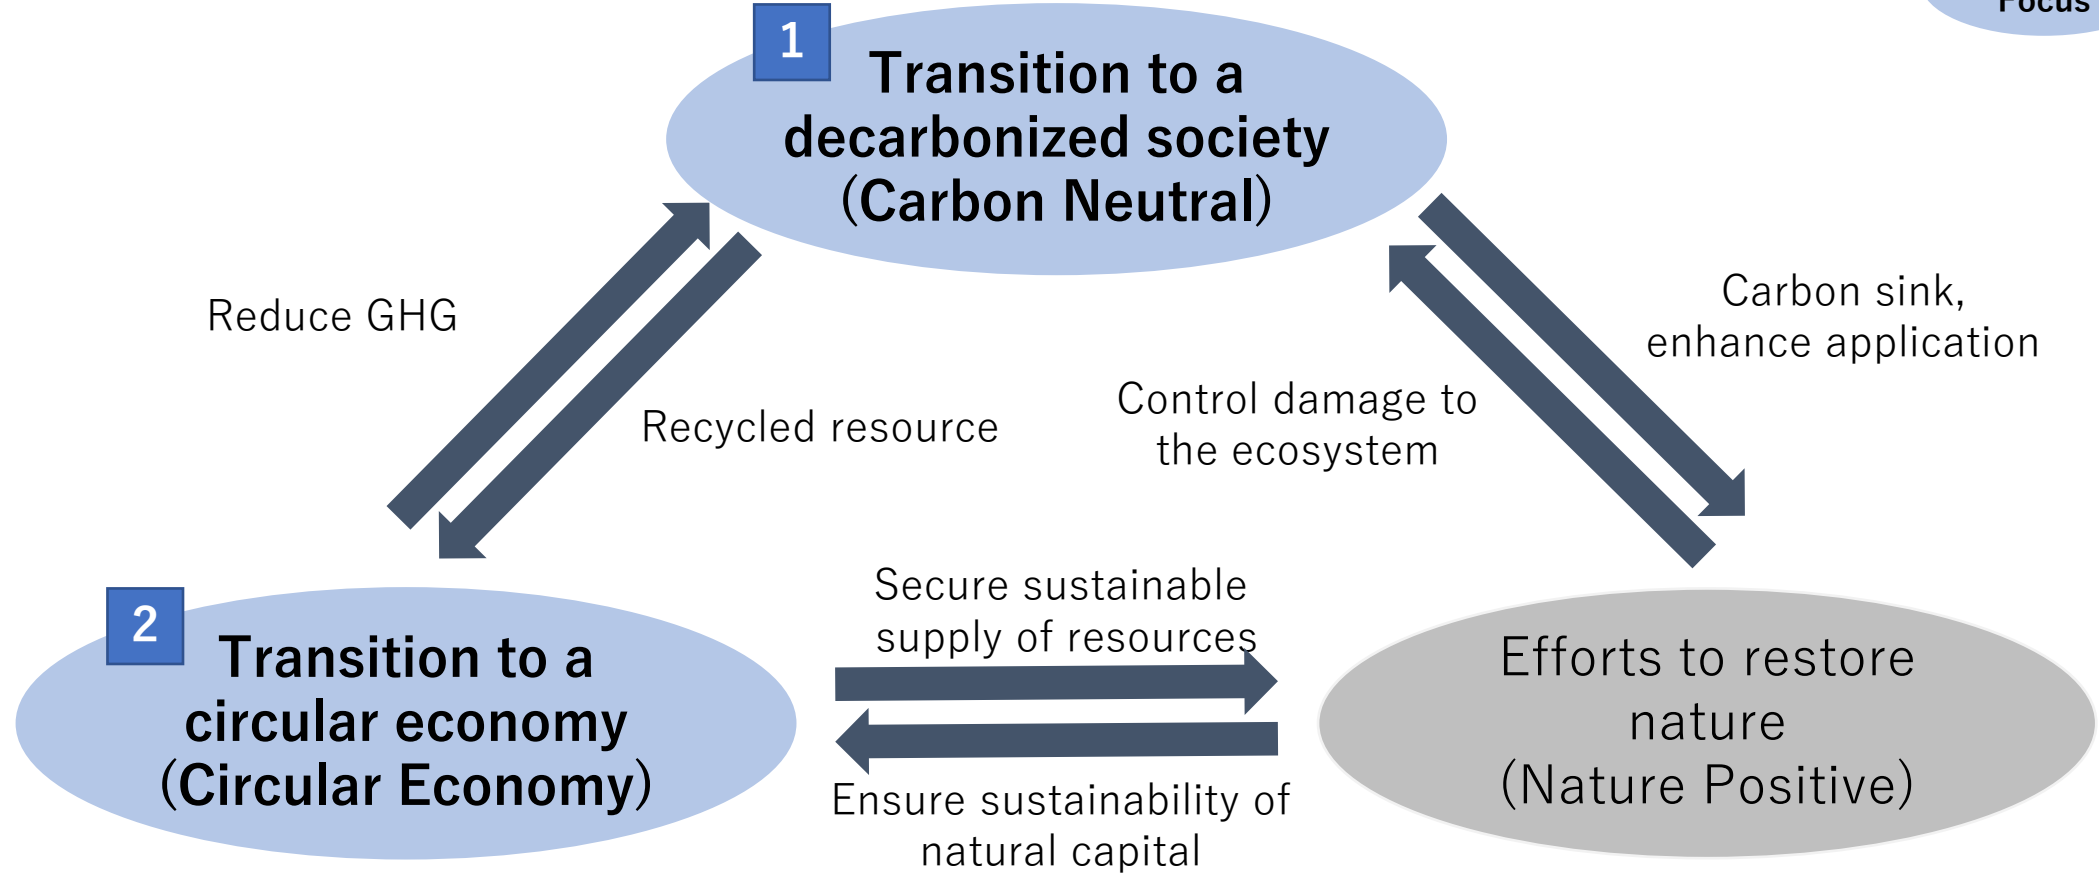 Focus
1
Transition to a
decarbonized society
(Carbon Neutral)
Reduce GHG
Recycled resource
Carbon sink,
enhance application
Control damage to
the ecosystem
2
Transition to a
circular economy
(Circular Economy)
Secure sustainable
supply of resources
Ensure sustainability of
natural capital
Efforts to restore
nature
(Nature Positive)